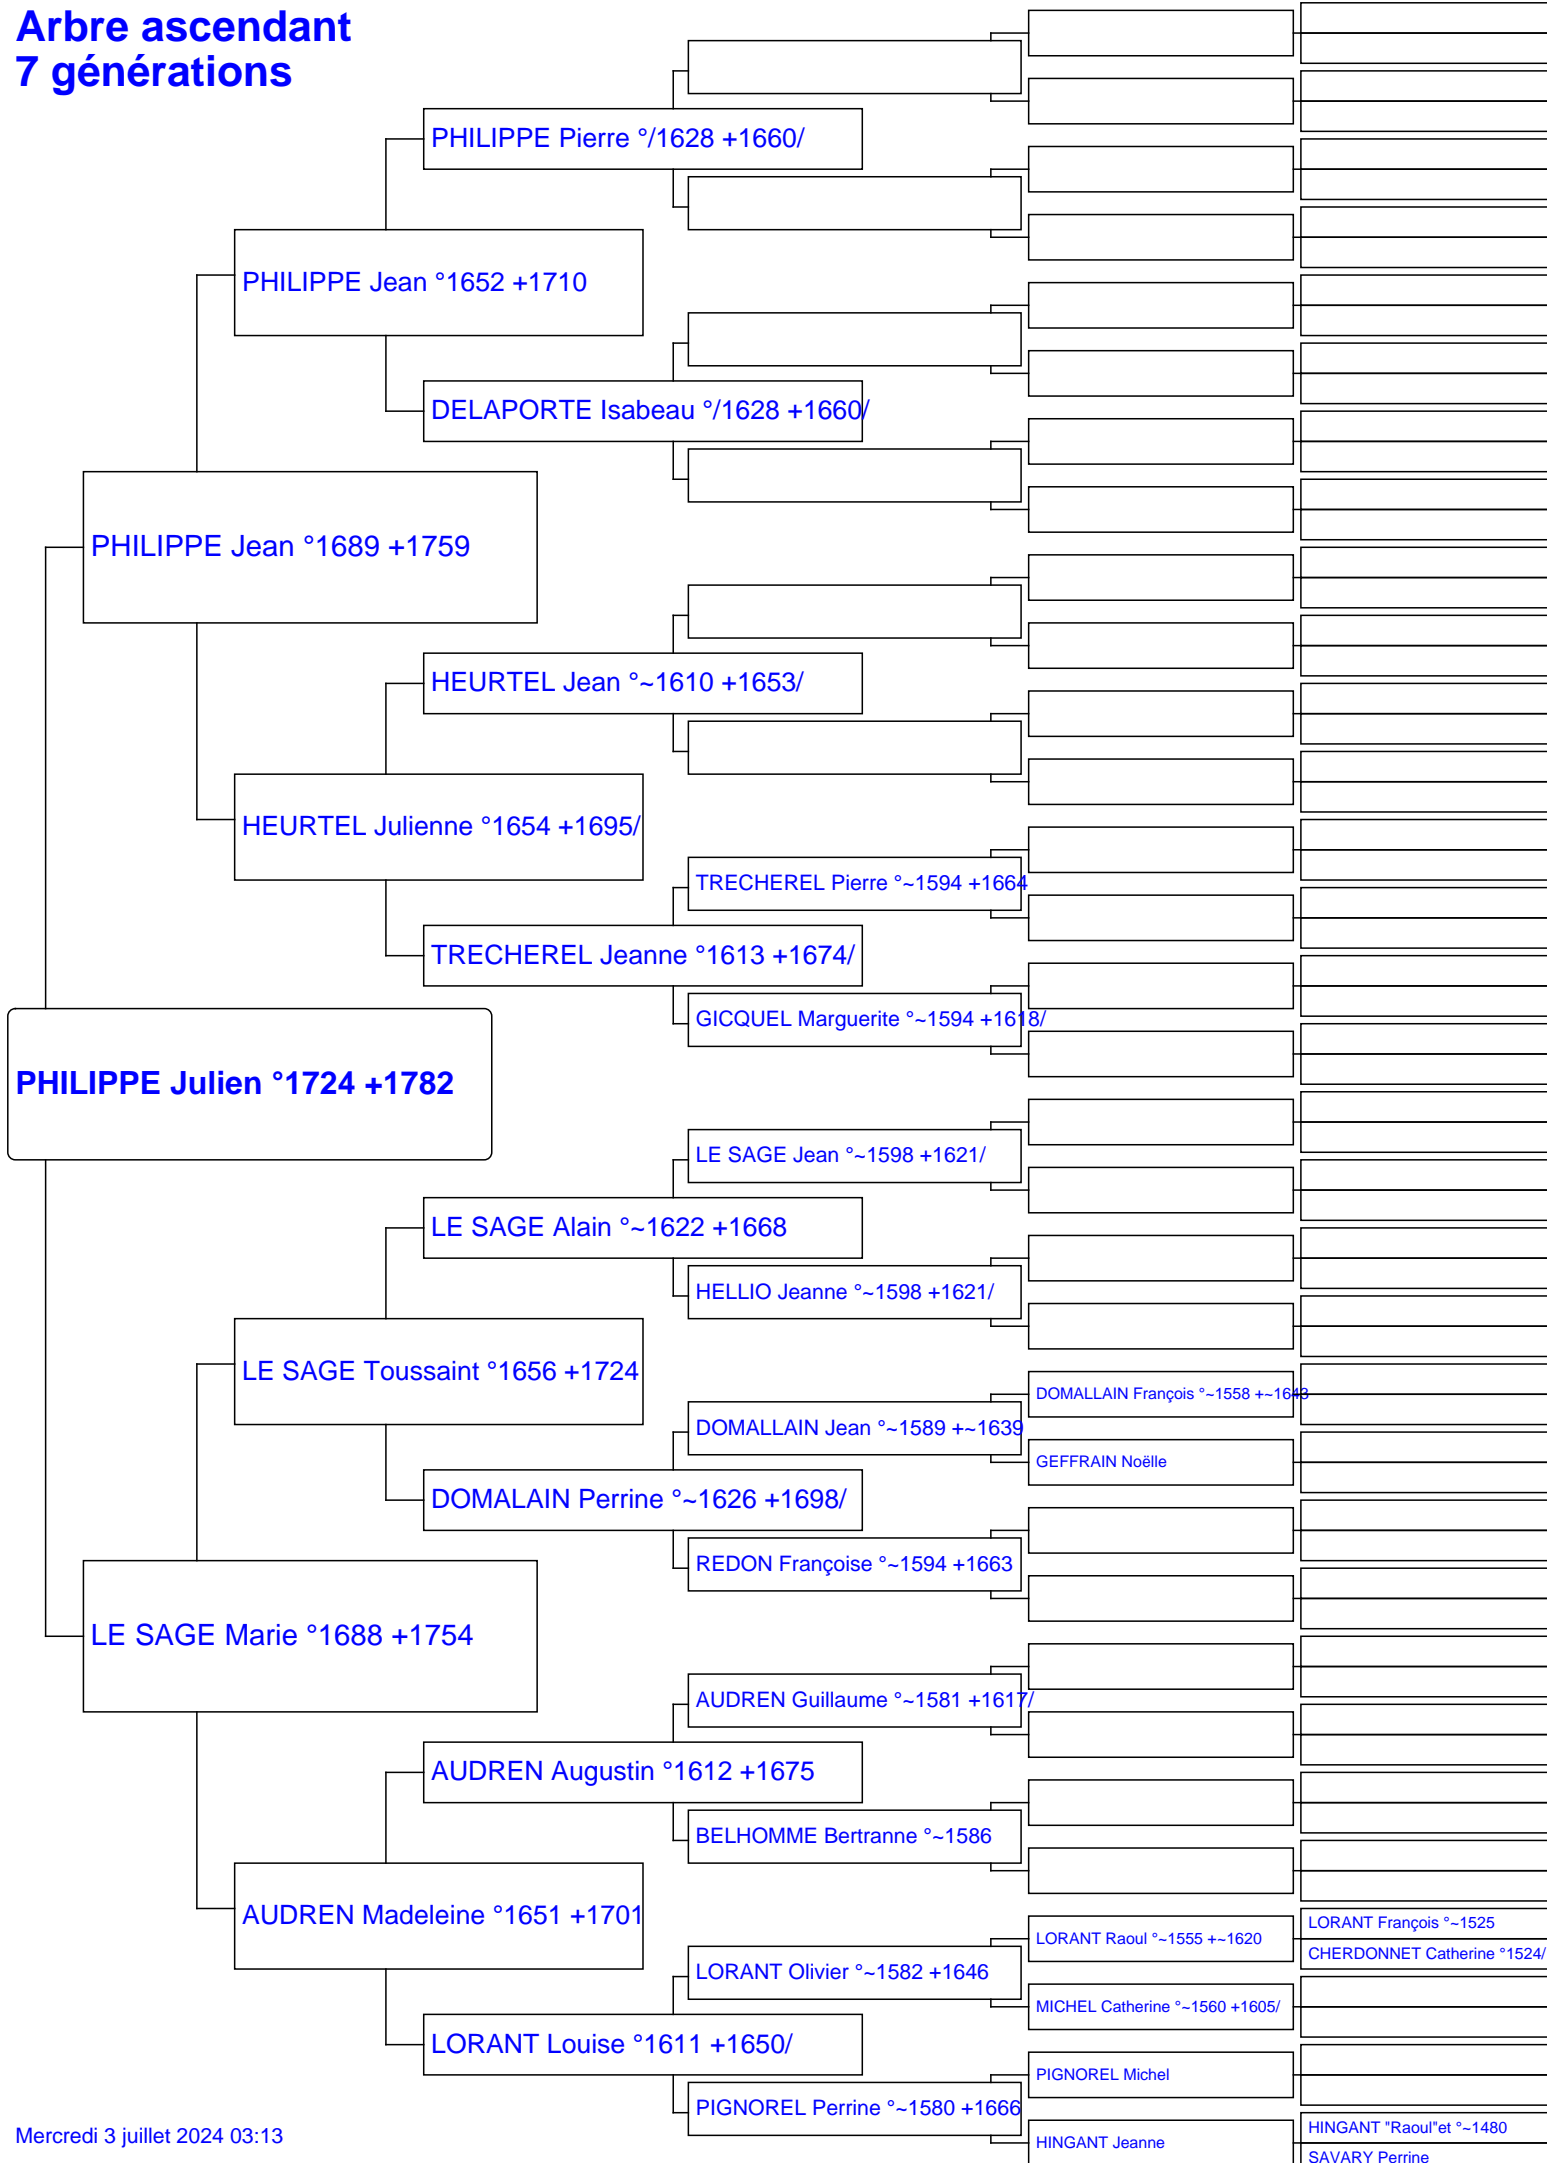 Arbre ascendant
7 générations
PHILIPPE Pierre °/1628 +1660/
PHILIPPE Jean °1652 +1710
DELAPORTE Isabeau °/1628 +1660/
PHILIPPE Jean °1689 +1759
HEURTEL Jean °~1610 +1653/
HEURTEL Julienne °1654 +1695/
TRECHEREL Pierre °~1594 +1664
TRECHEREL Jeanne °1613 +1674/
GICQUEL Marguerite °~1594 +1618/
PHILIPPE Julien °1724 +1782
LE SAGE Jean °~1598 +1621/
LE SAGE Alain °~1622 +1668
HELLIO Jeanne °~1598 +1621/
LE SAGE Toussaint °1656 +1724
DOMALLAIN François °~1558 +~1643
DOMALLAIN Jean °~1589 +~1639
GEFFRAIN Noëlle
DOMALAIN Perrine °~1626 +1698/
REDON Françoise °~1594 +1663
LE SAGE Marie °1688 +1754
AUDREN Guillaume °~1581 +1617/
AUDREN Augustin °1612 +1675
BELHOMME Bertranne °~1586
AUDREN Madeleine °1651 +1701
LORANT François °~1525
LORANT Raoul °~1555 +~1620
CHERDONNET Catherine °1524/
LORANT Olivier °~1582 +1646
MICHEL Catherine °~1560 +1605/
LORANT Louise °1611 +1650/
PIGNOREL Michel
PIGNOREL Perrine °~1580 +1666
HINGANT "Raoul"et °~1480
HINGANT Jeanne
SAVARY Perrine
Mercredi 3 juillet 2024 03:13